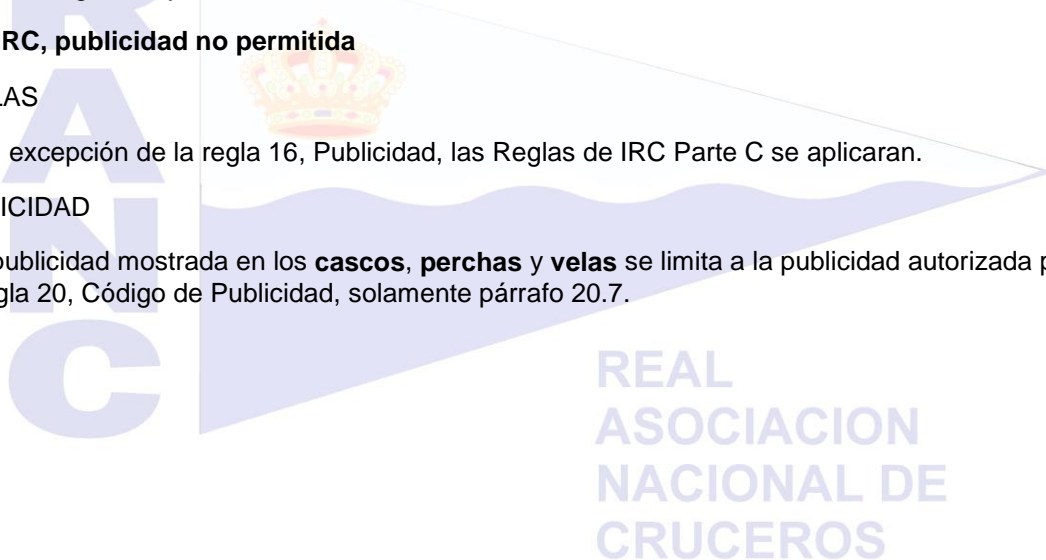 RC, publicidad no permitida
LAS
excepción de la regla 16, Publicidad, las Reglas de IRC Parte C se aplicaran.
ICIDAD
publicidad mostrada en los cascos, perchas y velas se limita a la publicidad autorizada p
gla 20, Código de Publicidad, solamente párrafo 20.7.
R
A
N
C
REAL
ASOCIACION
NACIONAL DE
CRUCEROS